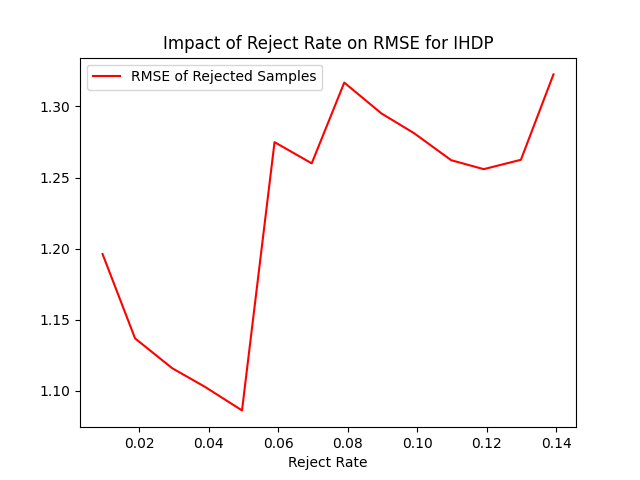 Impact of Reject Rate on RMSE for IHDP
RMSE of Rejected Samples
1.30
1.25
1.20
1.15
1.10
0.02 0.04 0.06 0.08 0.10 0.12 0.14
Reject Rate